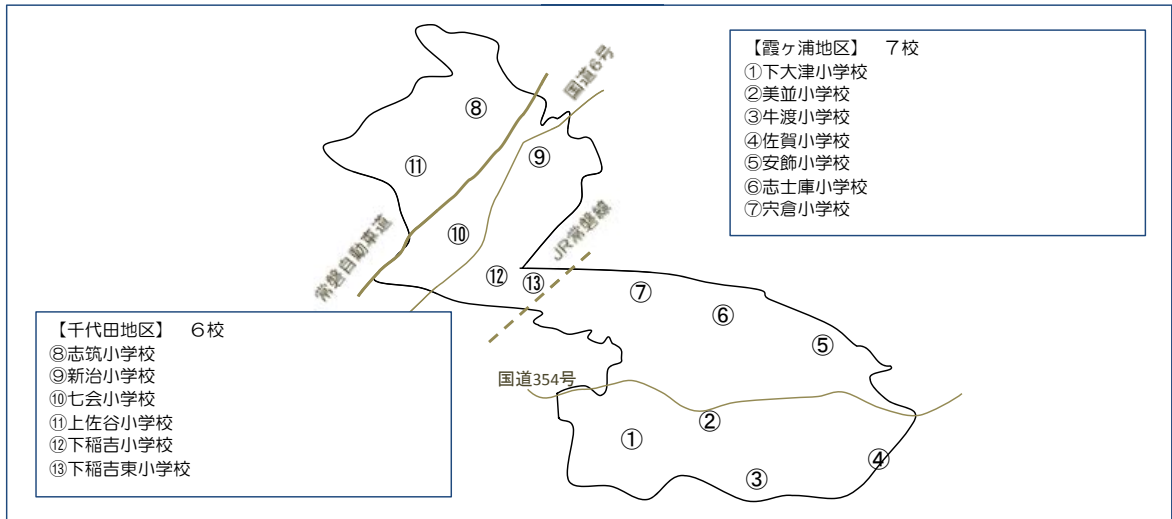 【霞ヶ浦地区】　７校
①下大津小学校
②美並小学校
③牛渡小学校
④佐賀小学校
⑤安飾小学校
⑥志士庫小学校
⑦宍倉小学校
国道6号
⑧
⑨
⑪
⑩
常磐自動車道
JR常磐線
⑫
⑬
⑦
⑥
⑤
【千代田地区】　６校
⑧志筑小学校
⑨新治小学校
⑩七会小学校
⑪上佐谷小学校
⑫下稲吉小学校
⑬下稲吉東小学校
国道354号
②
①
④
③